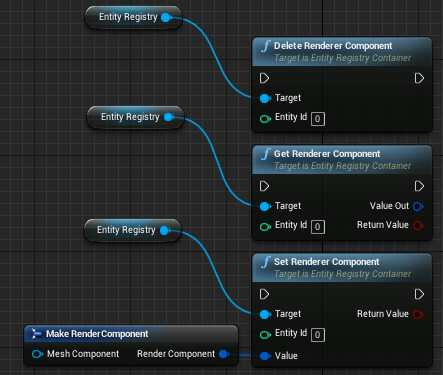 Entity Registry
Delete Renderer Component
Target is Entity Registry Container
Target
Entity Id 0
Entity Registry
Get Renderer Component
Target is Entity Registry Container
Target Value Out
Entity Id 0 Return Value
Entity Registry
Set Renderer Component
Target is Entity Registry Container
Target Return Value
Entity Id 0
Value
Make RenderComponent
Mesh Component Render Component